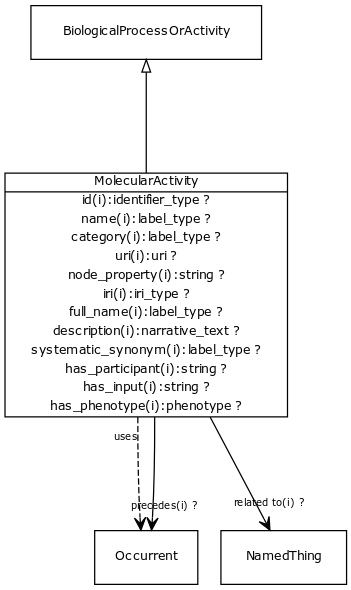 BiologicalProcessOrActivity
MolecularActivity
id(i):identifier_type ?
name(i):label_type ?
category(i):label_type ?
uri(i):uri ?
node_property(i):string ?
iri(i):iri_type ?
full_name(i):label_type ?
description(i):narrative_text ?
systematic_synonym(i):label_type ?
has_participant(i):string ?
has_input(i):string ?
has_phenotype(i):phenotype ?
uses
precedes(i) ?
related to(i) ?
Occurrent
NamedThing